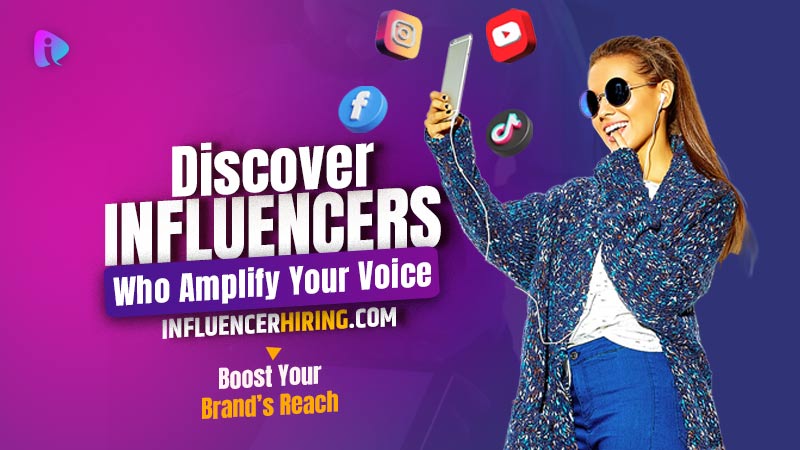 Discover
INFLUENCERS
Who Amplify Your Voice
INFLUENCERHIRING.COM
Boost Your
Brand's Reach